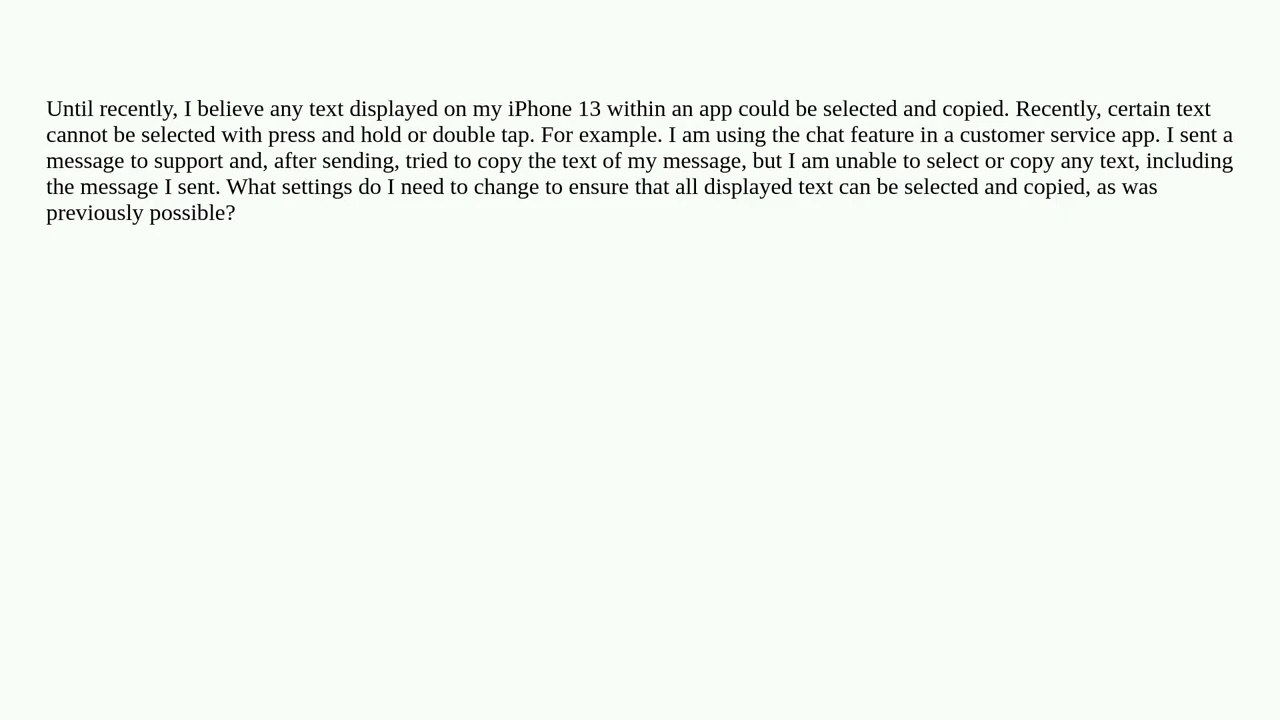 Until recently, I believe any text displayed on my iPhone 13 within an app could be selected and copied. Recently, certain text
cannot be selected with press and hold or double tap. For example. I am using the chat feature in a customer service app. I sent a
message to support and, after sending, tried to copy the text of my message, but I am unable to select or copy any text, including
the message I sent. What settings do I need to change to ensure that all displayed text can be selected and copied, as was
previously possible?